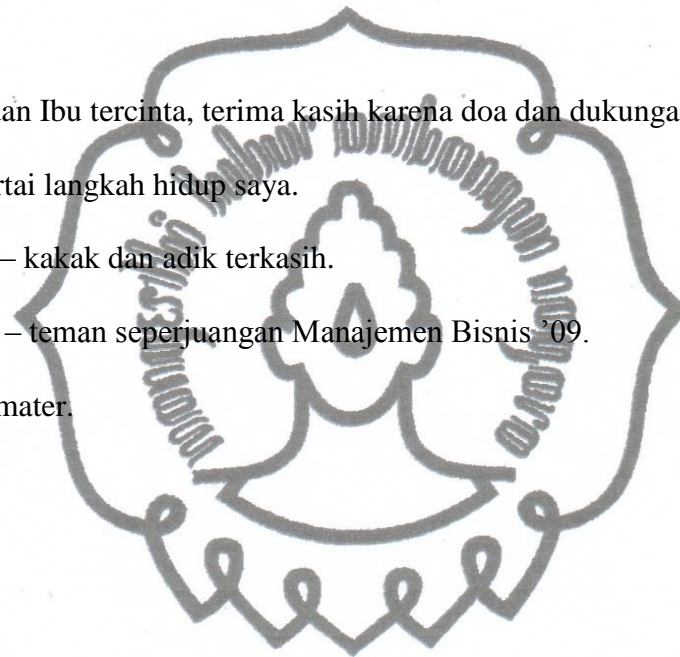 dan Ibu tercinta, terima kasih karena doa dan dukunga
rtai langkah hidup saya.
– kakak dan adik terkasih.
– teman seperjuangan Manajemen Bisnis ’09.
mater.